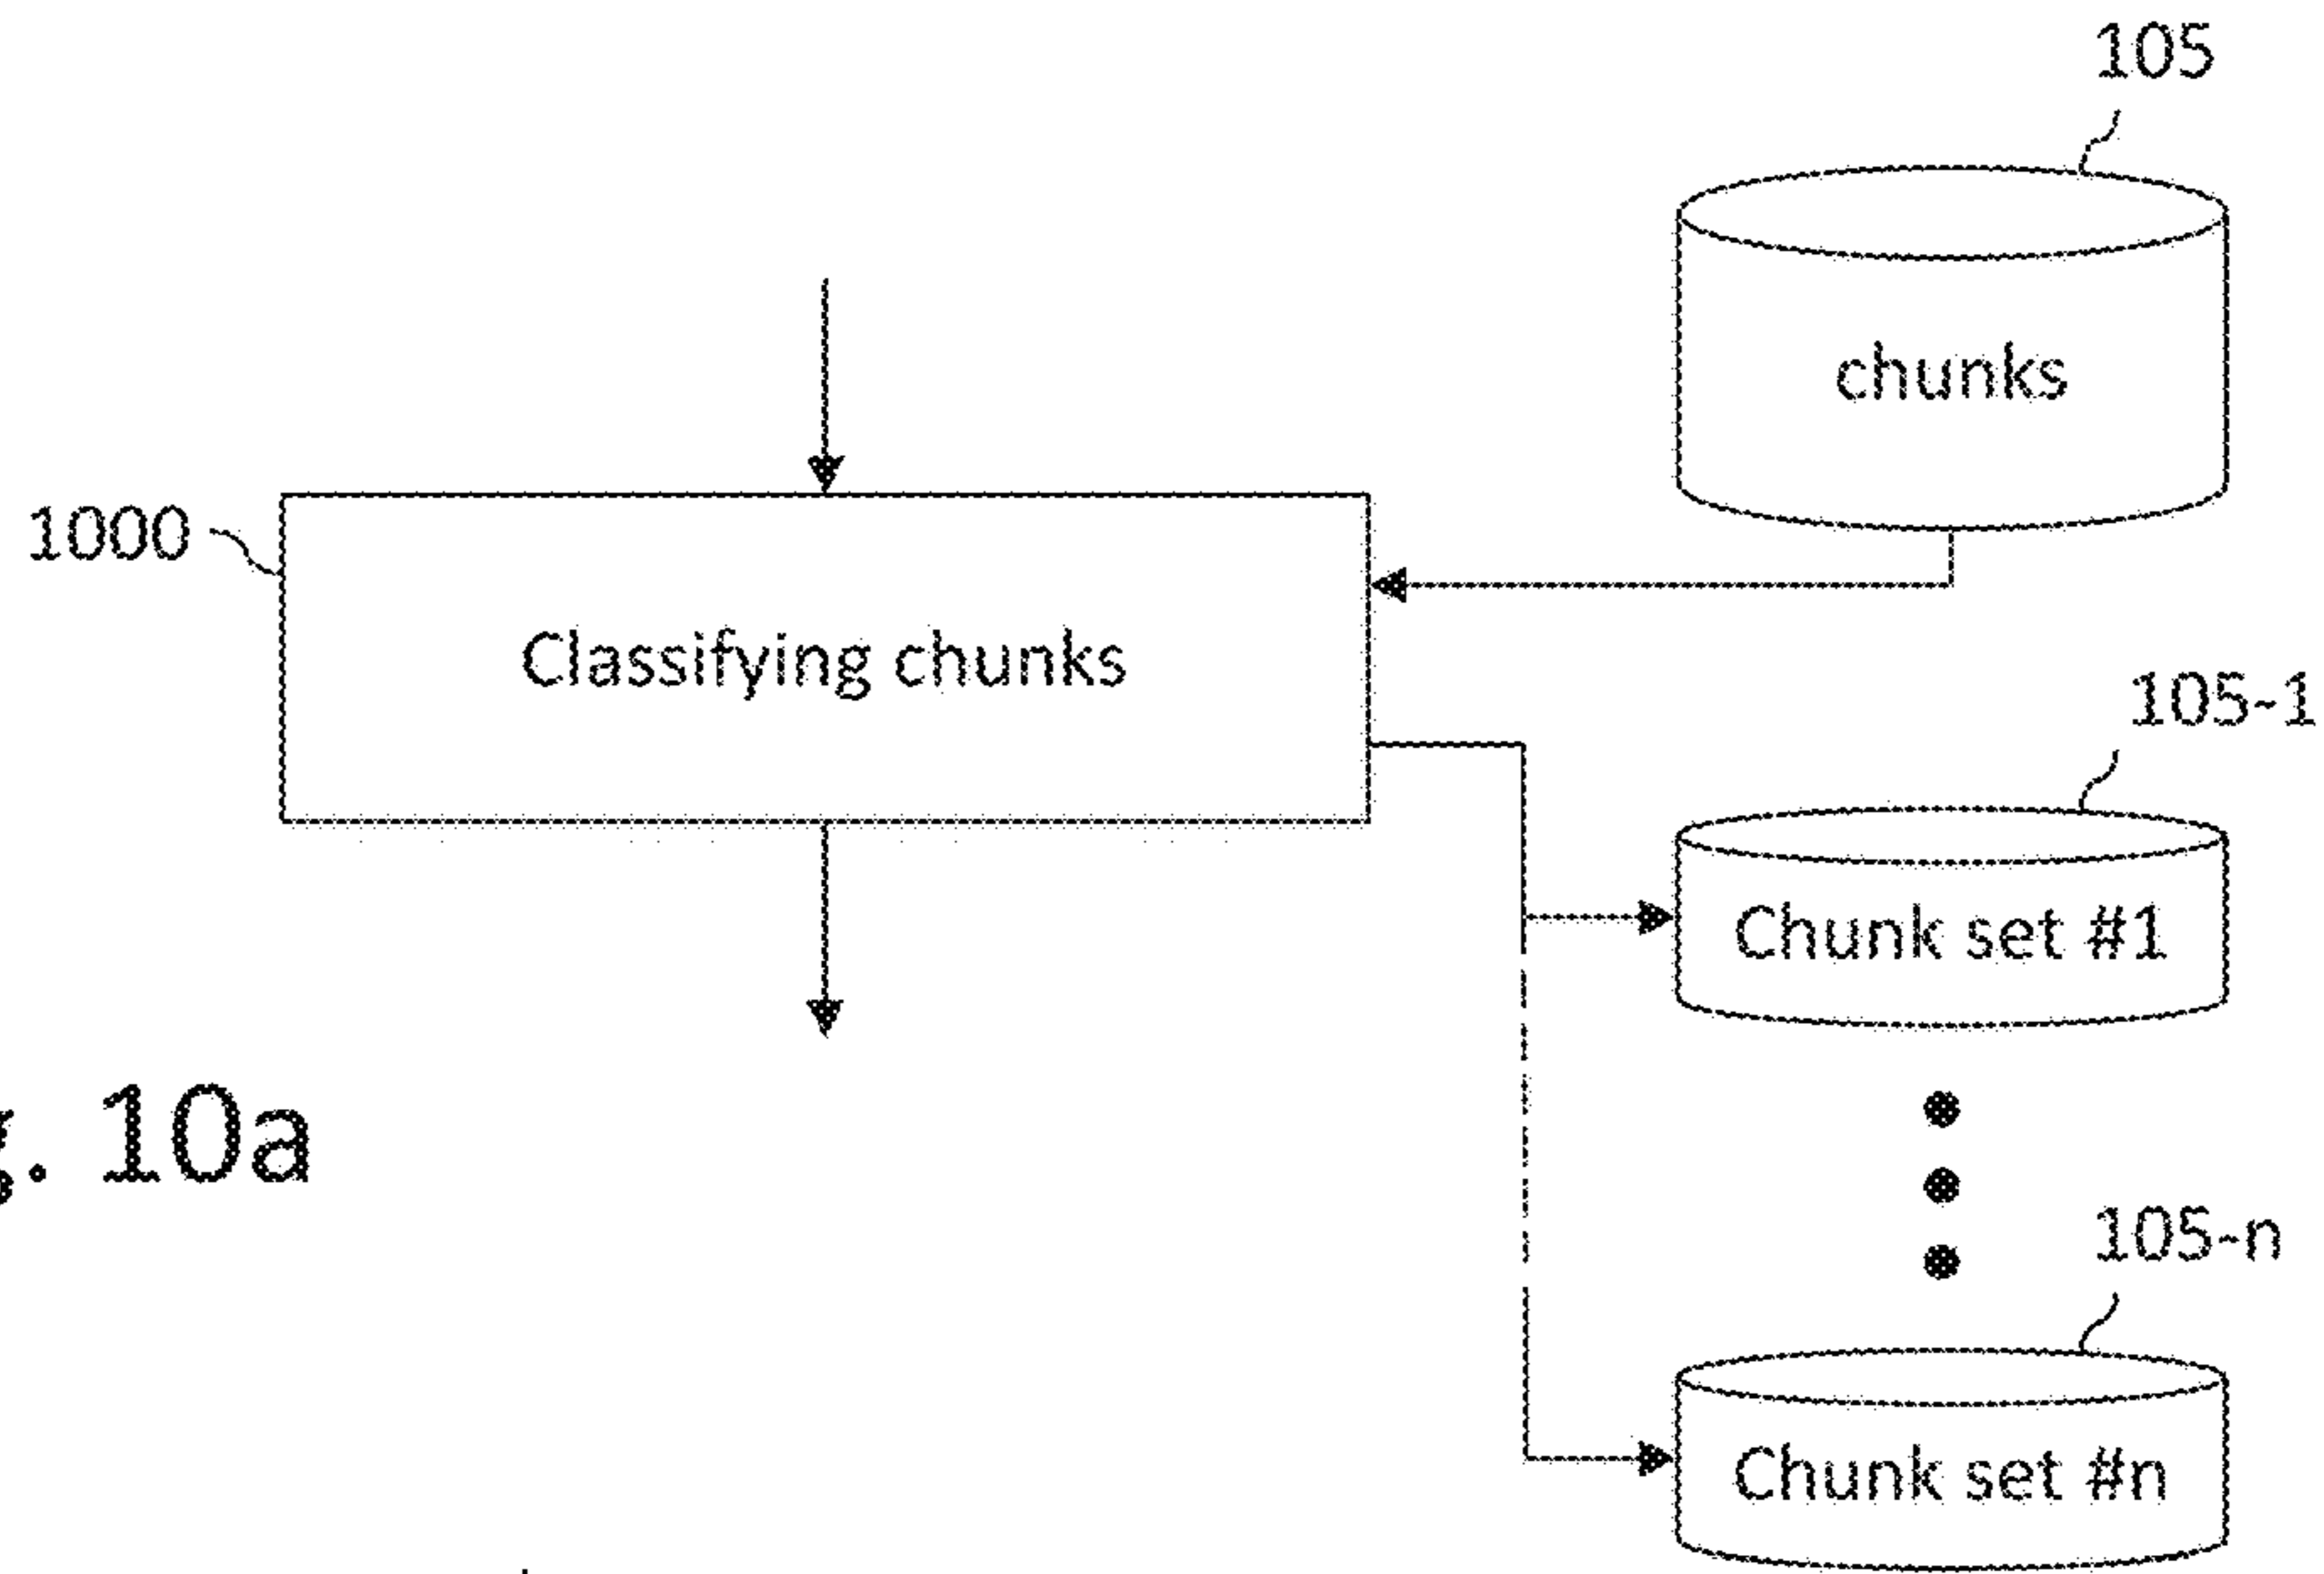 105
chunks
1000
Classifying chunks
105-1
Chunk set #1
. 10a
105-n
Chunk set #n